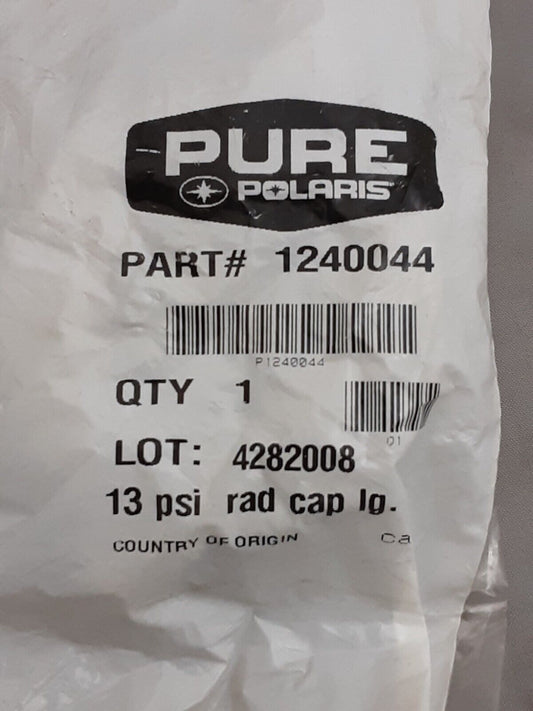 PURE
POLARIS
PART# 1240044
P1240044
QTY 1
01
LOT: 4282008
13 psi rad cap lg.
COUNTRY OF ORIGIN Ca